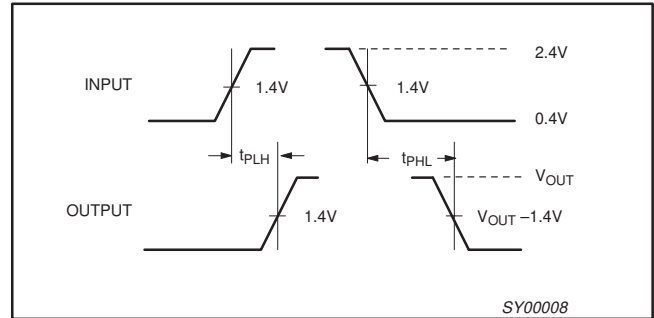 2.4V
INPUT
1.4V
1.4V
0.4V
tPLH
tPHL
VOUT
OUTPUT
1.4V
VOUT –1.4V
SY00008